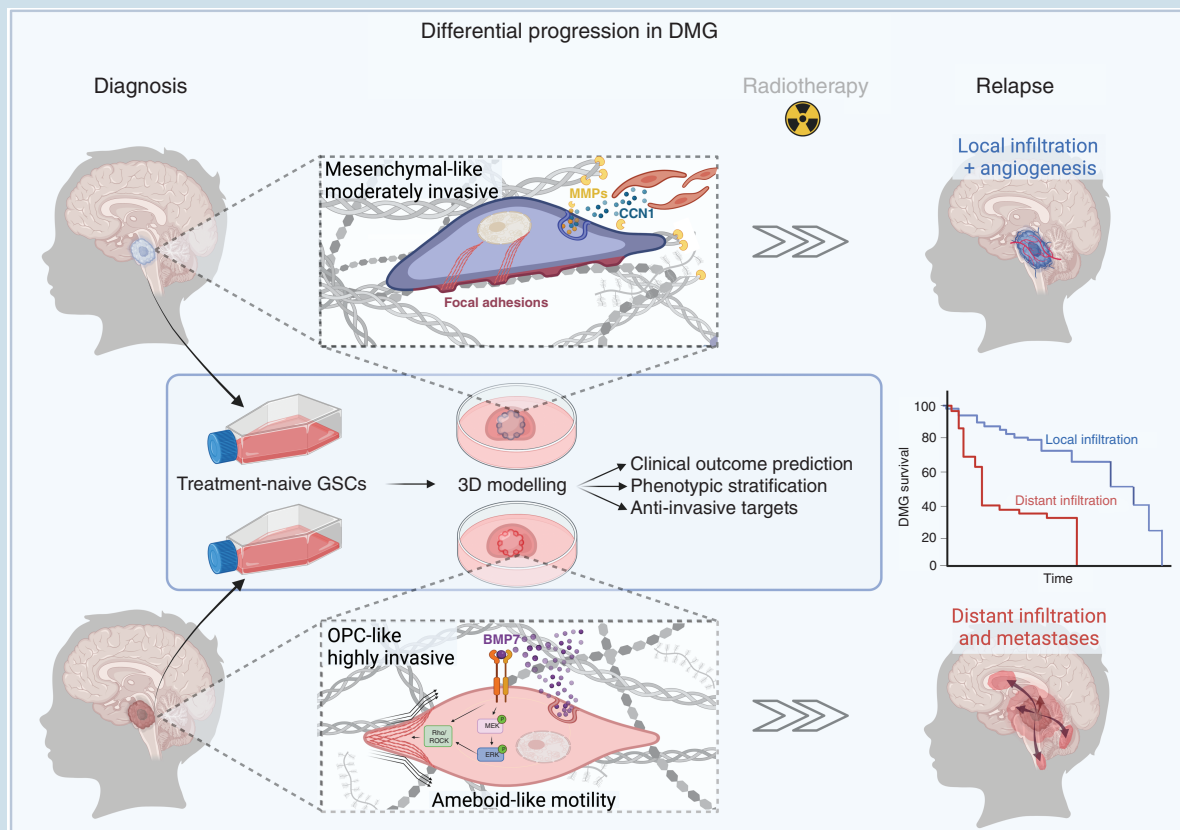 Differential progression in DMG
Diagnosis
Radiotherapy
Relapse
Mesenchymal-like
moderately invasive
MMPs
CCN1
Focal adhesions
Local infiltration
+ angiogenesis
Treatment-naive GSCs
3D modelling
Clinical outcome prediction
Phenotypic stratification
Anti-invasive targets
DMG survival
100
80
60
40
20
0
Local infiltration
Distant infiltration
Time
OPC-like
highly invasive
BMP7
P
MEK
Rho/
ROCK
P
ERK
Ameboid-like motility
Distant infiltration
and metastases